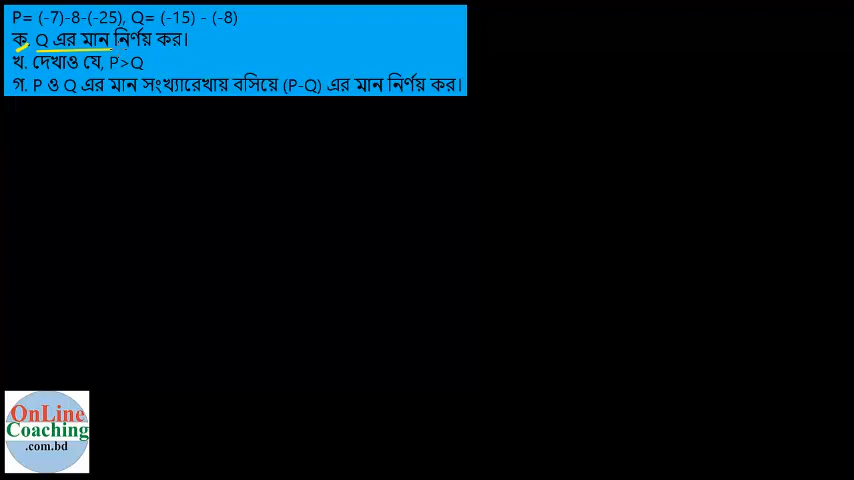 P= (-7)-8-(-25), Q= (-15) - (-8)
ক. Q এর মান নির্ণয় কর।
খ. দেখাও যে, P>Q
গ. P ও Q এর মান সংখ্যারেখায় বসিয়ে (P-Q) এর মান নির্ণয় কর।
OnLine
Coaching
.com.bd